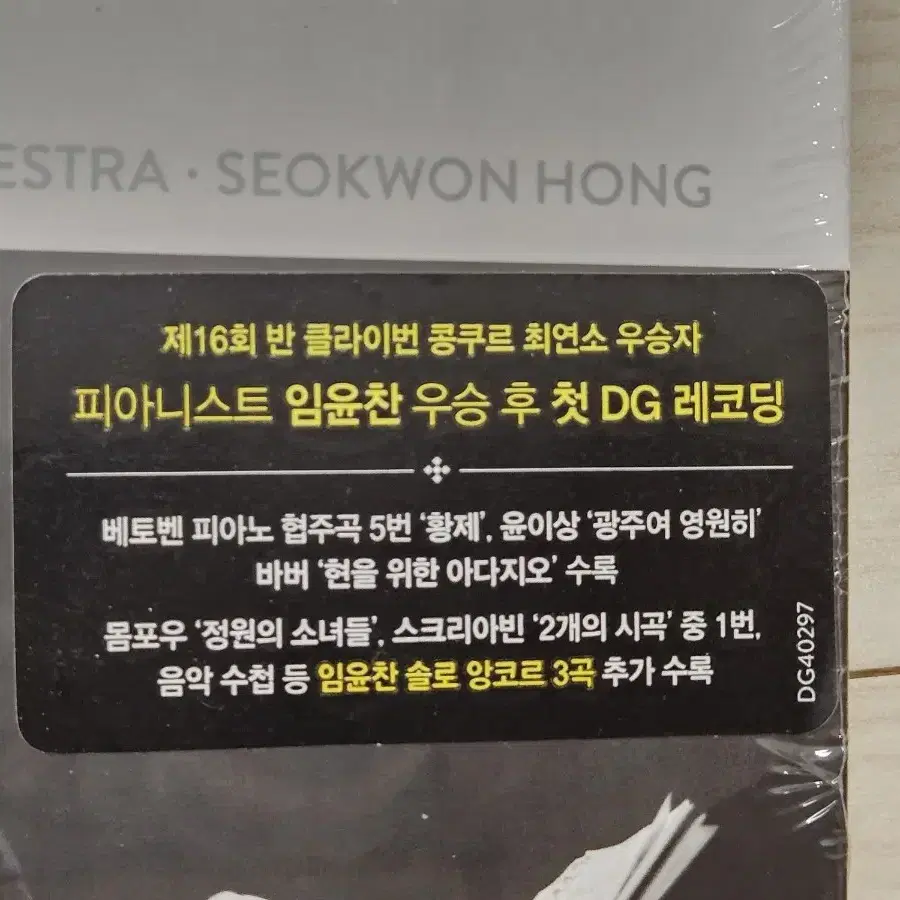 ESTRA · SEOKWON HONG
제16회 반 클라이번 콩쿠르 최연소 우승자
피아니스트 임윤찬 우승 후 첫 DG 레코딩
베토벤 피아노 협주곡 5번 ‘황제’, 윤이상 ‘광주여 영원히’
바버 ‘현을 위한 아다지오’ 수록
몸포우 ‘정원의 소녀들’, 스크리아빈 ‘2개의 시곡’ 중 1번,
음악 수첩 등 임윤찬 솔로 앙코르 3곡 추가 수록
DG40297